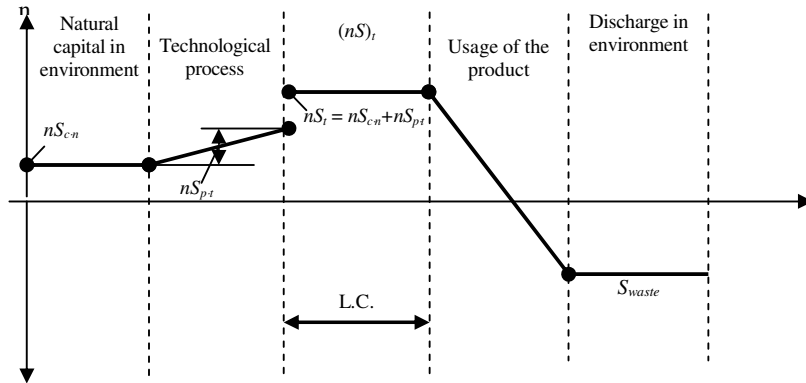 n
Natural
capital in
environment
Technological
process
(nS)t
Usage of the
product
Discharge in
environment
nSc-n
nSt = nSc-n+nSp-t
nSp-t
Swaste
L.C.